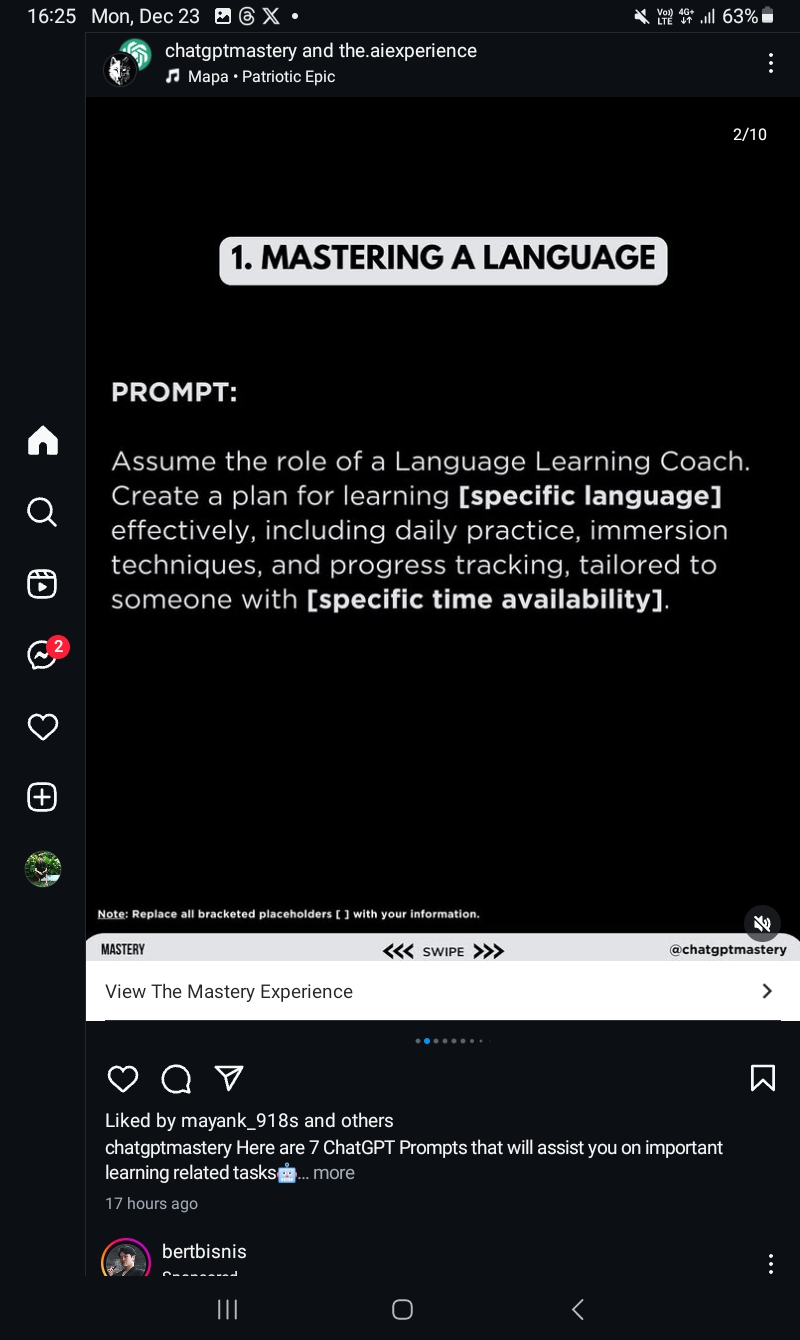 16:25 Mon, Dec 23
Vo)) LTE 4G+ 63%
chatgptmastery and the.aiexperience
Mapa • Patriotic Epic
2/10
1. MASTERING A LANGUAGE
PROMPT:
Assume the role of a Language Learning Coach.
Create a plan for learning [specific language]
effectively, including daily practice, immersion
techniques, and progress tracking, tailored to
someone with [specific time availability].
2
Note: Replace all bracketed placeholders [ ] with your information.
MASTERY <<< SWIPE >>> @chatgptmastery
View The Mastery Experience
Liked by mayank_918s and others
chatgptmastery Here are 7 ChatGPT Prompts that will assist you on important
learning related tasks🤖... more
17 hours ago
bertbisnis
Sponsored